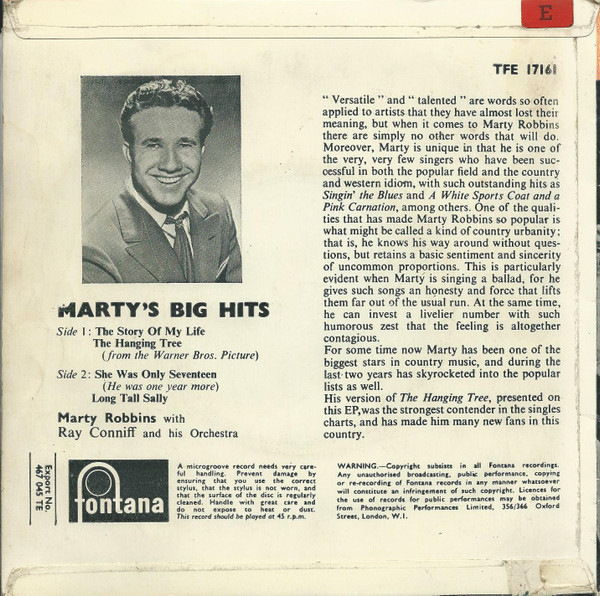 E
TFE 17161
MARTY'S BIG HITS
Side 1: The Story Of My Life
The Hanging Tree
(from the Warner Bros. Picture)
Side 2: She Was Only Seventeen
(He was one year more)
Long Tall Sally
Marty Robbins with
Ray Conniff and his Orchestra
" Versatile " and " talented " are words so often
applied to artists that they have almost lost their
meaning, but when it comes to Marty Robbins
there are simply no other words that will do.
Moreover, Marty is unique in that he is one of
the very, very few singers who have been suc-
cessful in both the popular field and the country
and western idiom, with such outstanding hits as
Singin' the Blues and A White Sports Coat and a
Pink Carnation, among others. One of the quali-
ties that has made Marty Robbins so popular is
what might be called a kind of country urbanity;
that is, he knows his way around without ques-
tions, but retains a basic sentiment and sincerity
of uncommon proportions. This is particularly
evident when Marty is singing a ballad, for he
gives such songs an honesty and force that lifts
them far out of the usual run. At the same time,
he can invest a livelier number with such
humorous zest that the feeling is altogether
contagious.
For some time now Marty has been one of the
biggest stars in country music, and during the
last two years has skyrocketed into the popular
lists as well.
His version of The Hanging Tree, presented on
this EP, was the strongest contender in the singles
charts, and has made him many new fans in this
country.
Export No.
467 045 TE
fontana
A microgroove record needs very care-
ful handling. Prevent damage by
ensuring that you use the correct
stylus, that the stylus is not worn, and
that the surface of the disc is regularly
cleaned. Handle with great care and
do not expose to heat or dust.
This record should be played at 45 r.p.m.
WARNING.—Copyright subsists in all Fontana recordings.
Any unauthorised broadcasting, public performance, copying
or re-recording of Fontana records in any manner whatsoever
will constitute an infringement of such copyright. Licences for
the use of records for public performances may be obtained
from Phonographic Performances Limited, 356/366 Oxford
Street, London, W.1.